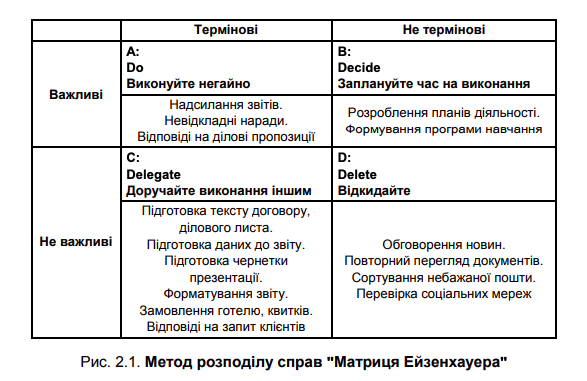 Термінові
Не термінові
Важливі
A:
Do
Виконуйте негайно
B:
Decide
Заплануйте час на виконання
Надсилання звітів.
Невідкладні наради.
Відповіді на ділові пропозиції
Розроблення планів діяльності.
Формування програми навчання
Не важливі
C:
Delegate
Доручайте виконання іншим
D:
Delete
Відкидайте
Підготовка тексту договору,
ділового листа.
Підготовка даних до звіту.
Підготовка чернетки
презентації.
Форматування звіту.
Замовлення готелю, квитків.
Відповіді на запит клієнтів
Обговорення новин.
Повторний перегляд документів.
Сортування небажаної пошти.
Перевірка соціальних мереж
Рис. 2.1. Метод розподілу справ "Матриця Ейзенхауера"